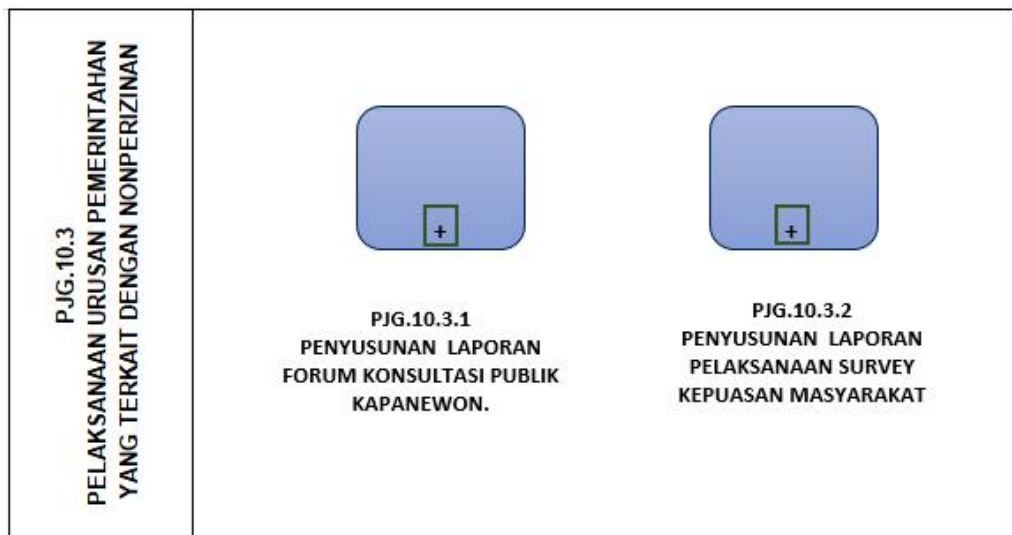 PJG.10.3
PELAKSANAAN URUSAN PEMERINTAHAN
YANG TERKAIT DENGAN NONPERIZINAN
+
PJG.10.3.1
PENYUSUNAN LAPORAN
FORUM KONSULTASI PUBLIK
KAPANEWON.
+
PJG.10.3.2
PENYUSUNAN LAPORAN
PELAKSANAAN SURVEY
KEPUASAN MASYARAKAT